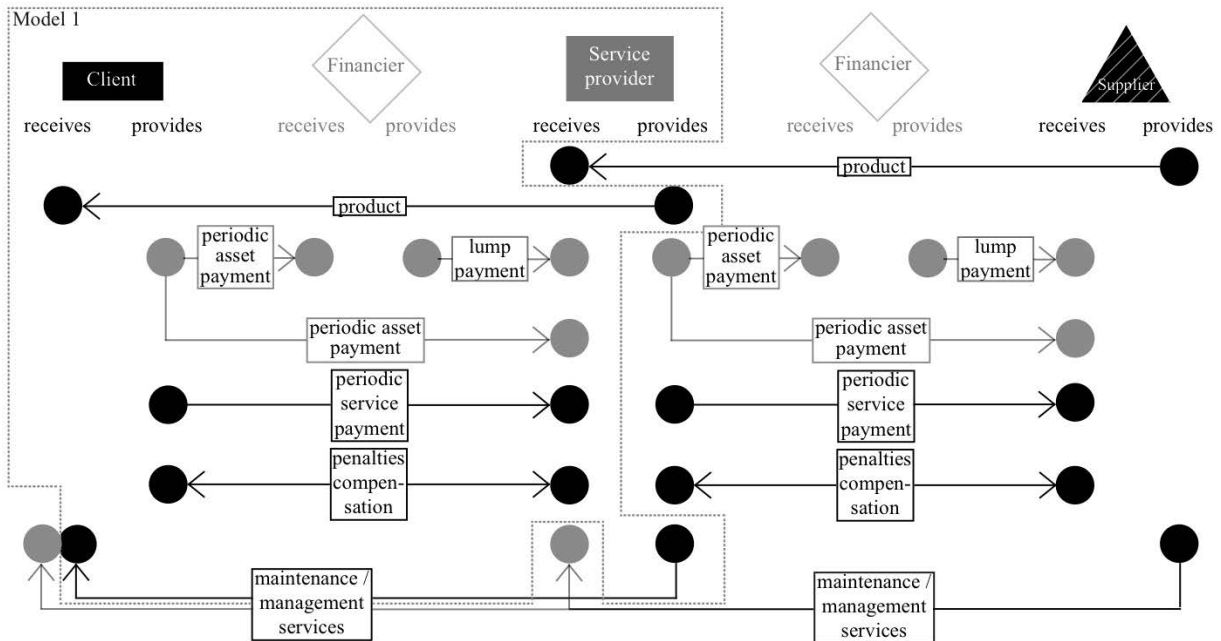 Model 1
Client
Financier
Service
provider
Financier
Supplier
receives provides
receives provides
receives provides
receives provides
receives provides
product
product
periodic
asset
payment
lump
payment
periodic
asset
payment
lump
payment
periodic asset
payment
periodic asset
payment
periodic
service
payment
periodic
service
payment
penalties
compen-
sation
penalties
compen-
sation
maintenance /
management
services
maintenance /
management
services